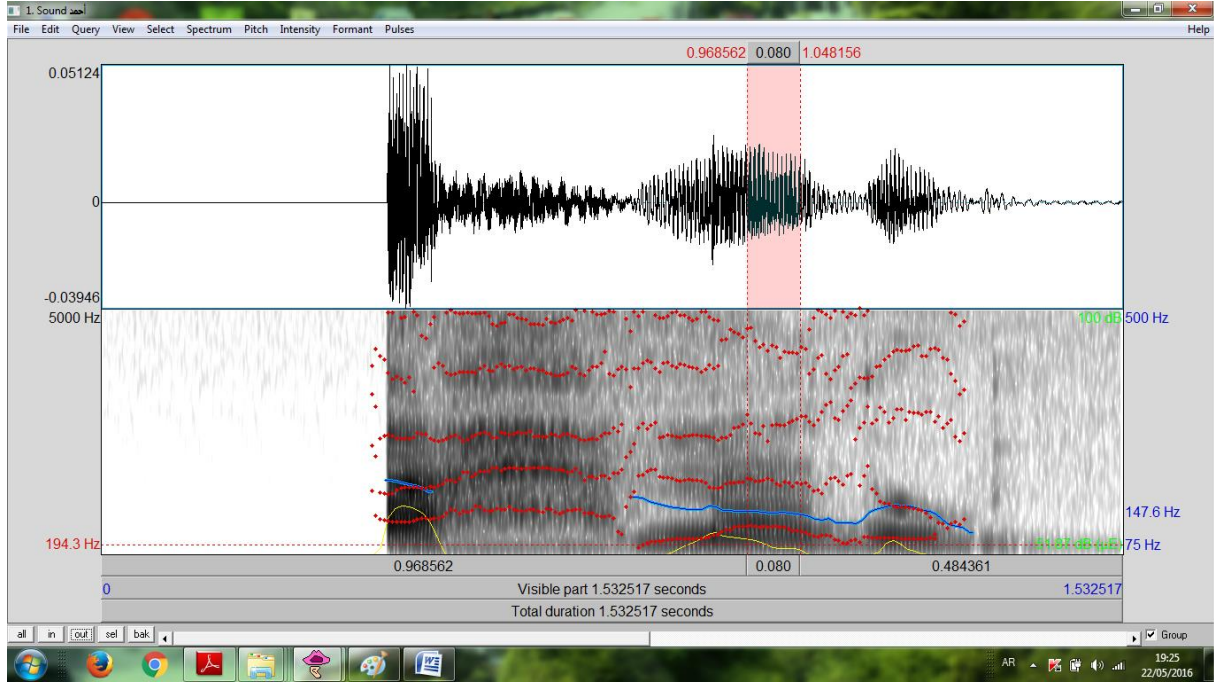 1. Sound أحمد
File Edit Query View Select Spectrum Pitch Intensity Formant Pulses Help
0.968562 0.080 1.048156
0.05124
0
-0.03946
5000 Hz 100 dB 500 Hz
147.6 Hz
194.3 Hz 75 Hz
0.968562 0.080 0.484361
0 Visible part 1.532517 seconds 1.532517
Total duration 1.532517 seconds
all in out sel bak Group
AR 19:25
22/05/2016